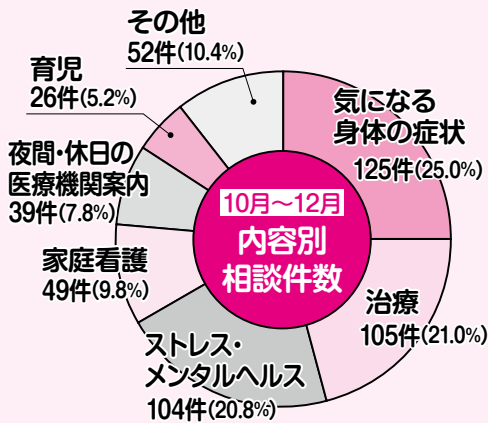 その他
52件(10.4%)
育児
26件(5.2%)
夜間・休日の
医療機関案内
39件(7.8%)
家庭看護
49件(9.8%)
ストレス・
メンタルヘルス
104件(20.8%)
治療
105件(21.0%)
気になる
身体の症状
125件(25.0%)
10月～12月
内容別
相談件数